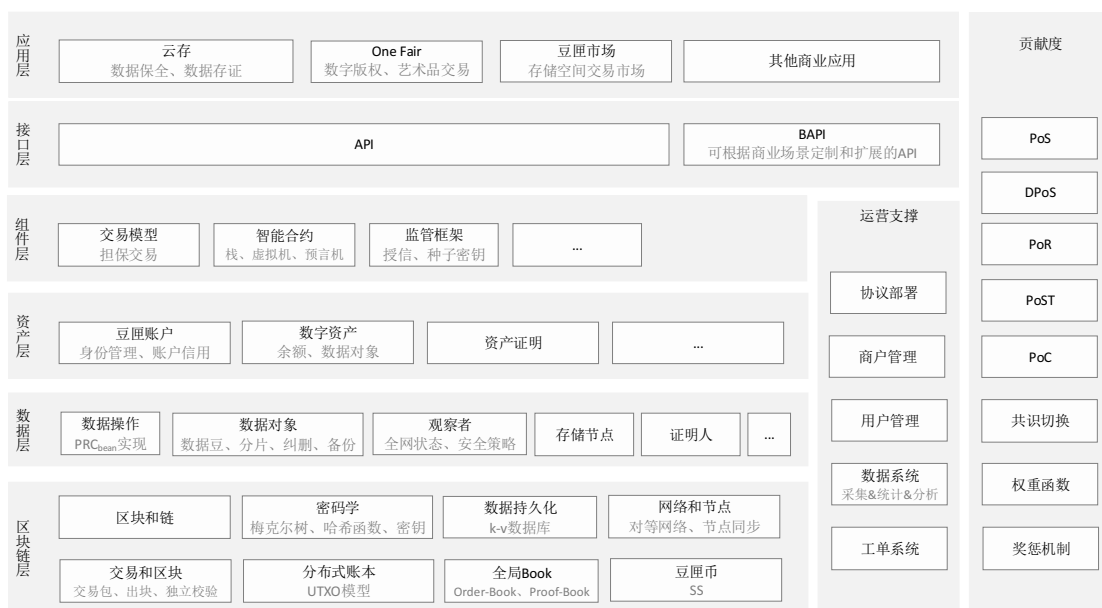 应用层
云存
数据保全、数据存证
One Fair
数字版权、艺术品交易
豆匣市场
存储空间交易市场
其他商业应用
接口层
API
BAPI
可根据商业场景定制和扩展的API
组件层
交易模型
担保交易
智能合约
栈、虚拟机、预言机
监管框架
授信、种子密钥
...
资产层
豆匣账户
身份管理、账户信用
数字资产
余额、数据对象
资产证明
...
数据层
数据操作
PRCbean实现
数据对象
数据豆、分片、纠删、备份
观察者
全网状态、安全策略
存储节点
证明人
...
区块链层
区块和链
密码学
梅克尔树、哈希函数、密钥
数据持久化
k-v数据库
网络和节点
对等网络、节点同步
交易和区块
交易包、出块、独立校验
分布式账本
UTXO模型
全局Book
Order-Book、Proof-Book
豆匣币
SS
运营支撑
协议部署
商户管理
用户管理
数据系统
采集&统计&分析
工单系统
贡献度
PoS
DPoS
PoR
PoST
PoC
共识切换
权重函数
奖惩机制